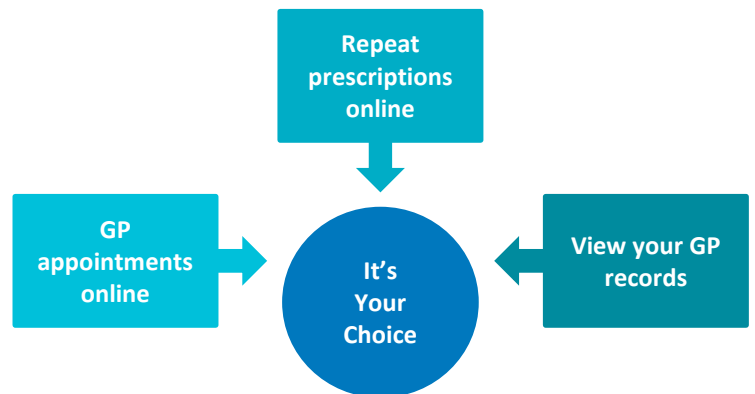 Repeat
prescriptions
online
GP
appointments
online
It’s
Your
Choice
View your GP
records